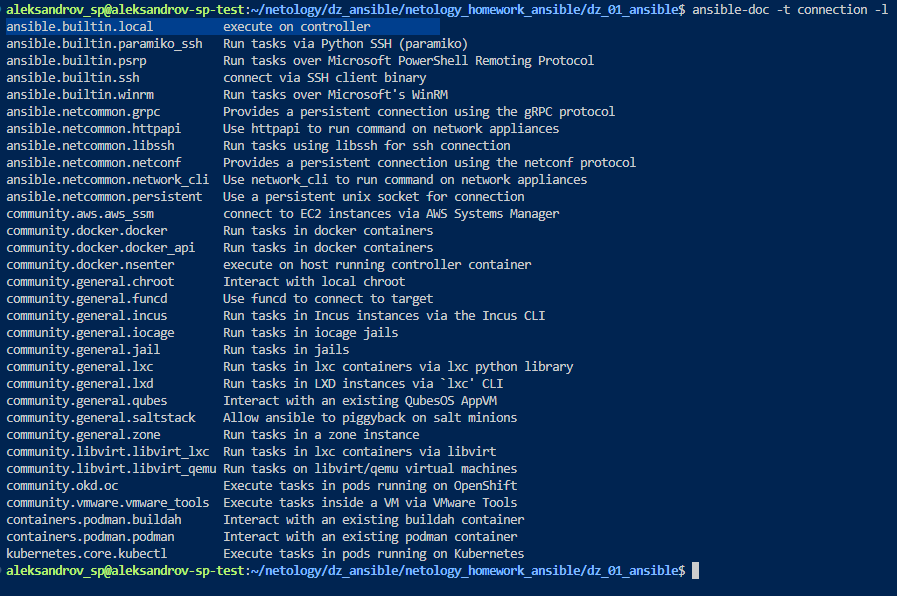 aleksandrov_sp@aleksandrov-sp-test:~/netology/dz_ansible/netology_homework_ansible/dz_01_ansible$ ansible-doc -t connection -l
ansible.builtin.local          execute on controller
ansible.builtin.paramiko_ssh   Run tasks via Python SSH (paramiko)
ansible.builtin.psrp           Run tasks over Microsoft PowerShell Remoting Protocol
ansible.builtin.ssh            connect via SSH client binary
ansible.builtin.winrm          Run tasks over Microsoft's WinRM
ansible.netcommon.grpc         Provides a persistent connection using the gRPC protocol
ansible.netcommon.httpapi      Use httpapi to run command on network appliances
ansible.netcommon.libssh       Run tasks using libssh for ssh connection
ansible.netcommon.netconf      Provides a persistent connection using the netconf protocol
ansible.netcommon.network_cli  Use network_cli to run command on network appliances
ansible.netcommon.persistent   Use a persistent unix socket for connection
community.aws.aws_ssm          connect to EC2 instances via AWS Systems Manager
community.docker.docker        Run tasks in docker containers
community.docker.docker_api    Run tasks in docker containers
community.docker.nsenter       execute on host running controller container
community.general.chroot       Interact with local chroot
community.general.funcd        Use funcd to connect to target
community.general.incus        Run tasks in Incus instances via the Incus CLI
community.general.iocage       Run tasks in iocage jails
community.general.jail         Run tasks in jails
community.general.lxc          Run tasks in lxc containers via lxc python library
community.general.lxd          Run tasks in LXD instances via `lxc' CLI
community.general.qubes        Interact with an existing QubesOS AppVM
community.general.saltstack    Allow ansible to piggyback on salt minions
community.general.zone         Run tasks in a zone instance
community.libvirt.libvirt_lxc  Run tasks in lxc containers via libvirt
community.libvirt.libvirt_qemu Run tasks on libvirt/qemu virtual machines
community.okd.oc               Execute tasks in pods running on OpenShift
community.vmware.vmware_tools  Execute tasks inside a VM via VMware Tools
containers.podman.buildah      Interact with an existing buildah container
containers.podman.podman       Interact with an existing podman container
kubernetes.core.kubectl        Execute tasks in pods running on Kubernetes
aleksandrov_sp@aleksandrov-sp-test:~/netology/dz_ansible/netology_homework_ansible/dz_01_ansible$